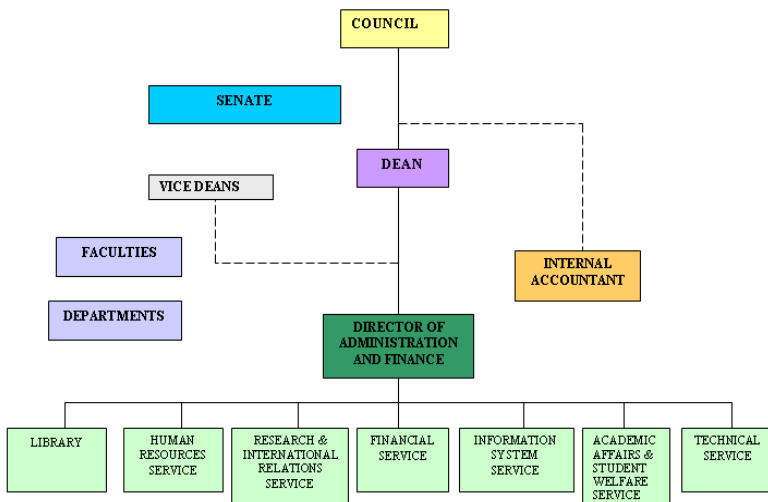 COUNCIL
SENATE
DEAN
VICE DEANS
FACULTIES
INTERNAL
ACCOUNTANT
DEPARTMENTS
DIRECTOR OF
ADMINISTRATION
AND FINANCE
LIBRARY
HUMAN
RESOURCES
SERVICE
RESEARCH &
INTERNATIONAL
RELATIONS
SERVICE
FINANCIAL
SERVICE
INFORMATION
SYSTEM
SERVICE
ACADEMIC
AFFAIRS &
STUDENT
WELFARE
SERVICE
TECHNICAL
SERVICE